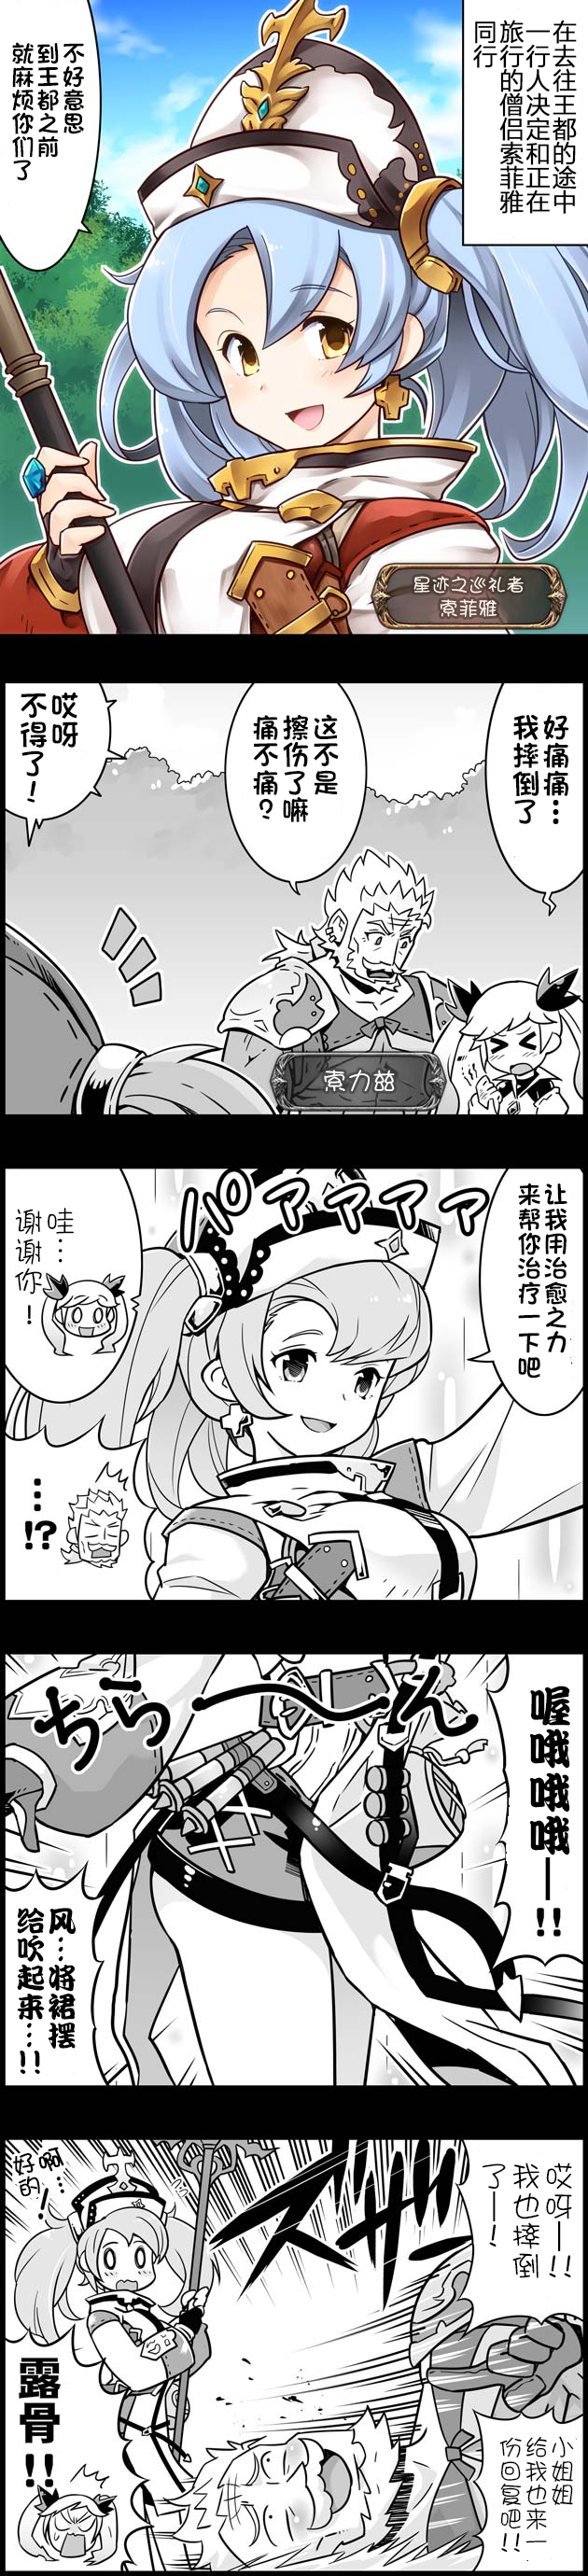 在去往王都的途中
一行人决定和正在
旅行的僧侣索菲雅
同行
不好意思
到王都之前
就麻烦你们了
星迹之巡礼者
索菲雅
好痛痛…
我摔倒了
这不是
擦伤了嘛
痛不痛？
哎呀
不得了！
索力兹
让我用治愈之力
来帮你治疗一下吧
パアァァァァ
哇…
谢谢你！
…!?
喔哦哦哦—!!
ちら〜〜ん
风…将裙摆
给吹起来…!!
哎呀—!!
我也摔倒
了—!
ズザァ
小姐姐
给我也来一
份回复吧!!
啊…
好的！
露骨!!